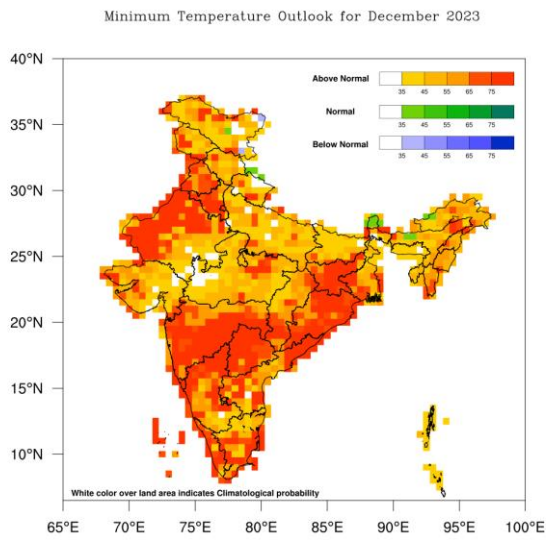 Minimum Temperature Outlook for December 2023
40°N
35°N
30°N
25°N
20°N
15°N
10°N
Above Normal
35 45 55 65 75
Normal
35 45 55 65 75
Below Normal
35 45 55 65 75
White color over land area indicates Climatological probability
65°E 70°E 75°E 80°E 85°E 90°E 95°E 100°E